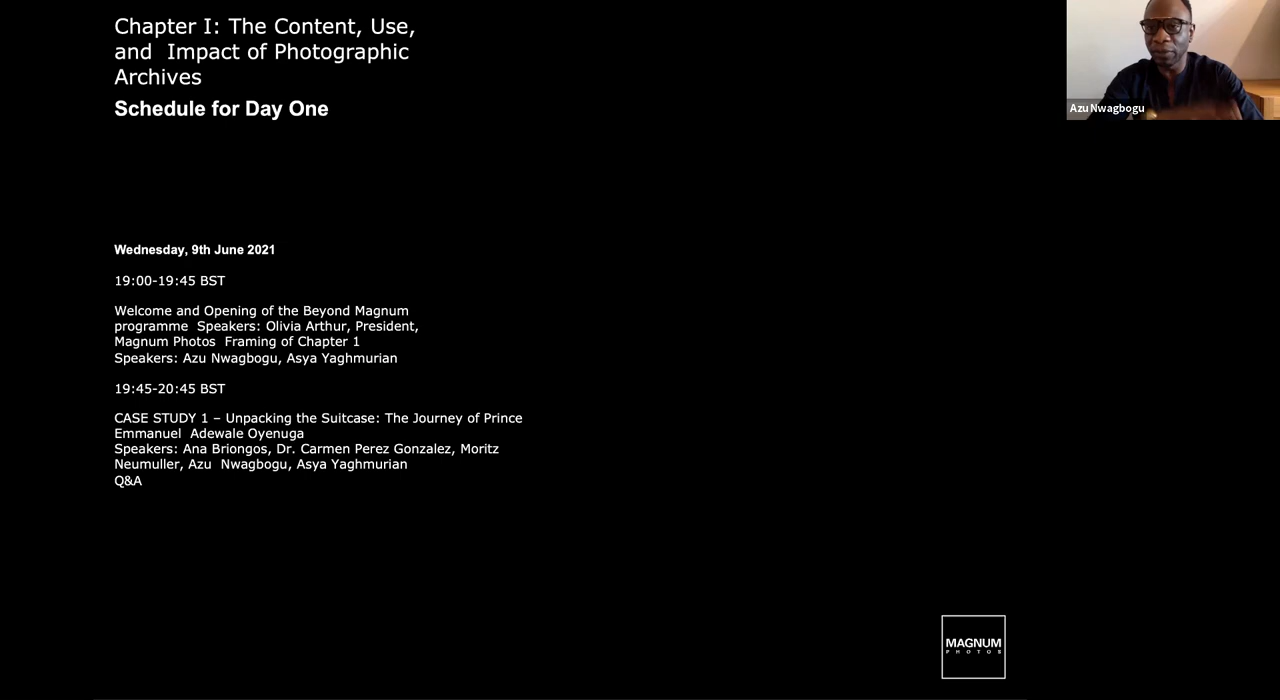 Chapter I: The Content, Use,
and  Impact of Photographic
Archives
Schedule for Day One
Azu Nwagbogu
Wednesday, 9th June 2021
19:00-19:45 BST
Welcome and Opening of the Beyond Magnum
programme  Speakers: Olivia Arthur, President,
Magnum Photos  Framing of Chapter 1
Speakers: Azu Nwagbogu, Asya Yaghmurian
19:45-20:45 BST
CASE STUDY 1 – Unpacking the Suitcase: The Journey of Prince
Emmanuel  Adewale Oyenuga
Speakers: Ana Briongos, Dr. Carmen Perez Gonzalez, Moritz
Neumuller, Azu  Nwagbogu, Asya Yaghmurian
Q&A
MAGNUM
PHOTOS